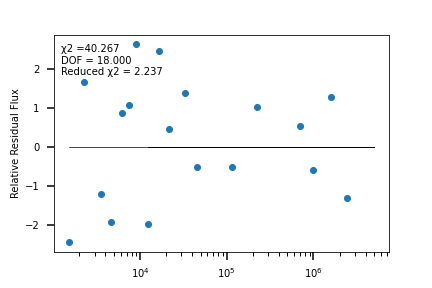 χ2 =40.267
DOF = 18.000
Reduced χ2 = 2.237
Relative Residual Flux
2
1
0
−1
−2
10⁴
10⁵
10⁶